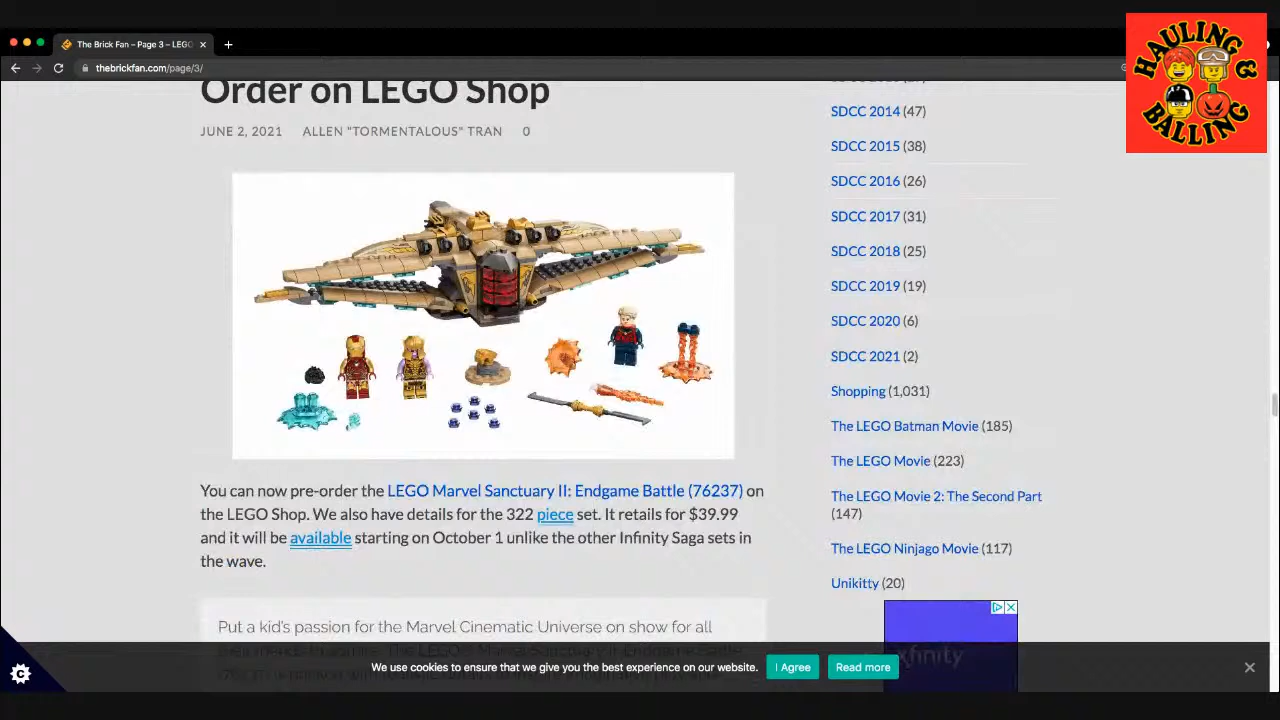 The Brick Fan – Page 3 – LEGO
thebrickfan.com/page/3/
HAULING &
BALLING
Order on LEGO Shop
JUNE 2, 2021 ALLEN "TORMENTALOUS" TRAN 0
You can now pre-order the LEGO Marvel Sanctuary II: Endgame Battle (76237) on
the LEGO Shop. We also have details for the 322 piece set. It retails for $39.99
and it will be available starting on October 1 unlike the other Infinity Saga sets in
the wave.
Put a kid's passion for the Marvel Cinematic Universe on show for all
SDCC 2014 (47)
SDCC 2015 (38)
SDCC 2016 (26)
SDCC 2017 (31)
SDCC 2018 (25)
SDCC 2019 (19)
SDCC 2020 (6)
SDCC 2021 (2)
Shopping (1,031)
The LEGO Batman Movie (185)
The LEGO Movie (223)
The LEGO Movie 2: The Second Part
(147)
The LEGO Ninjago Movie (117)
Unikitty (20)
xfinity
We use cookies to ensure that we give you the best experience on our website. I Agree Read more